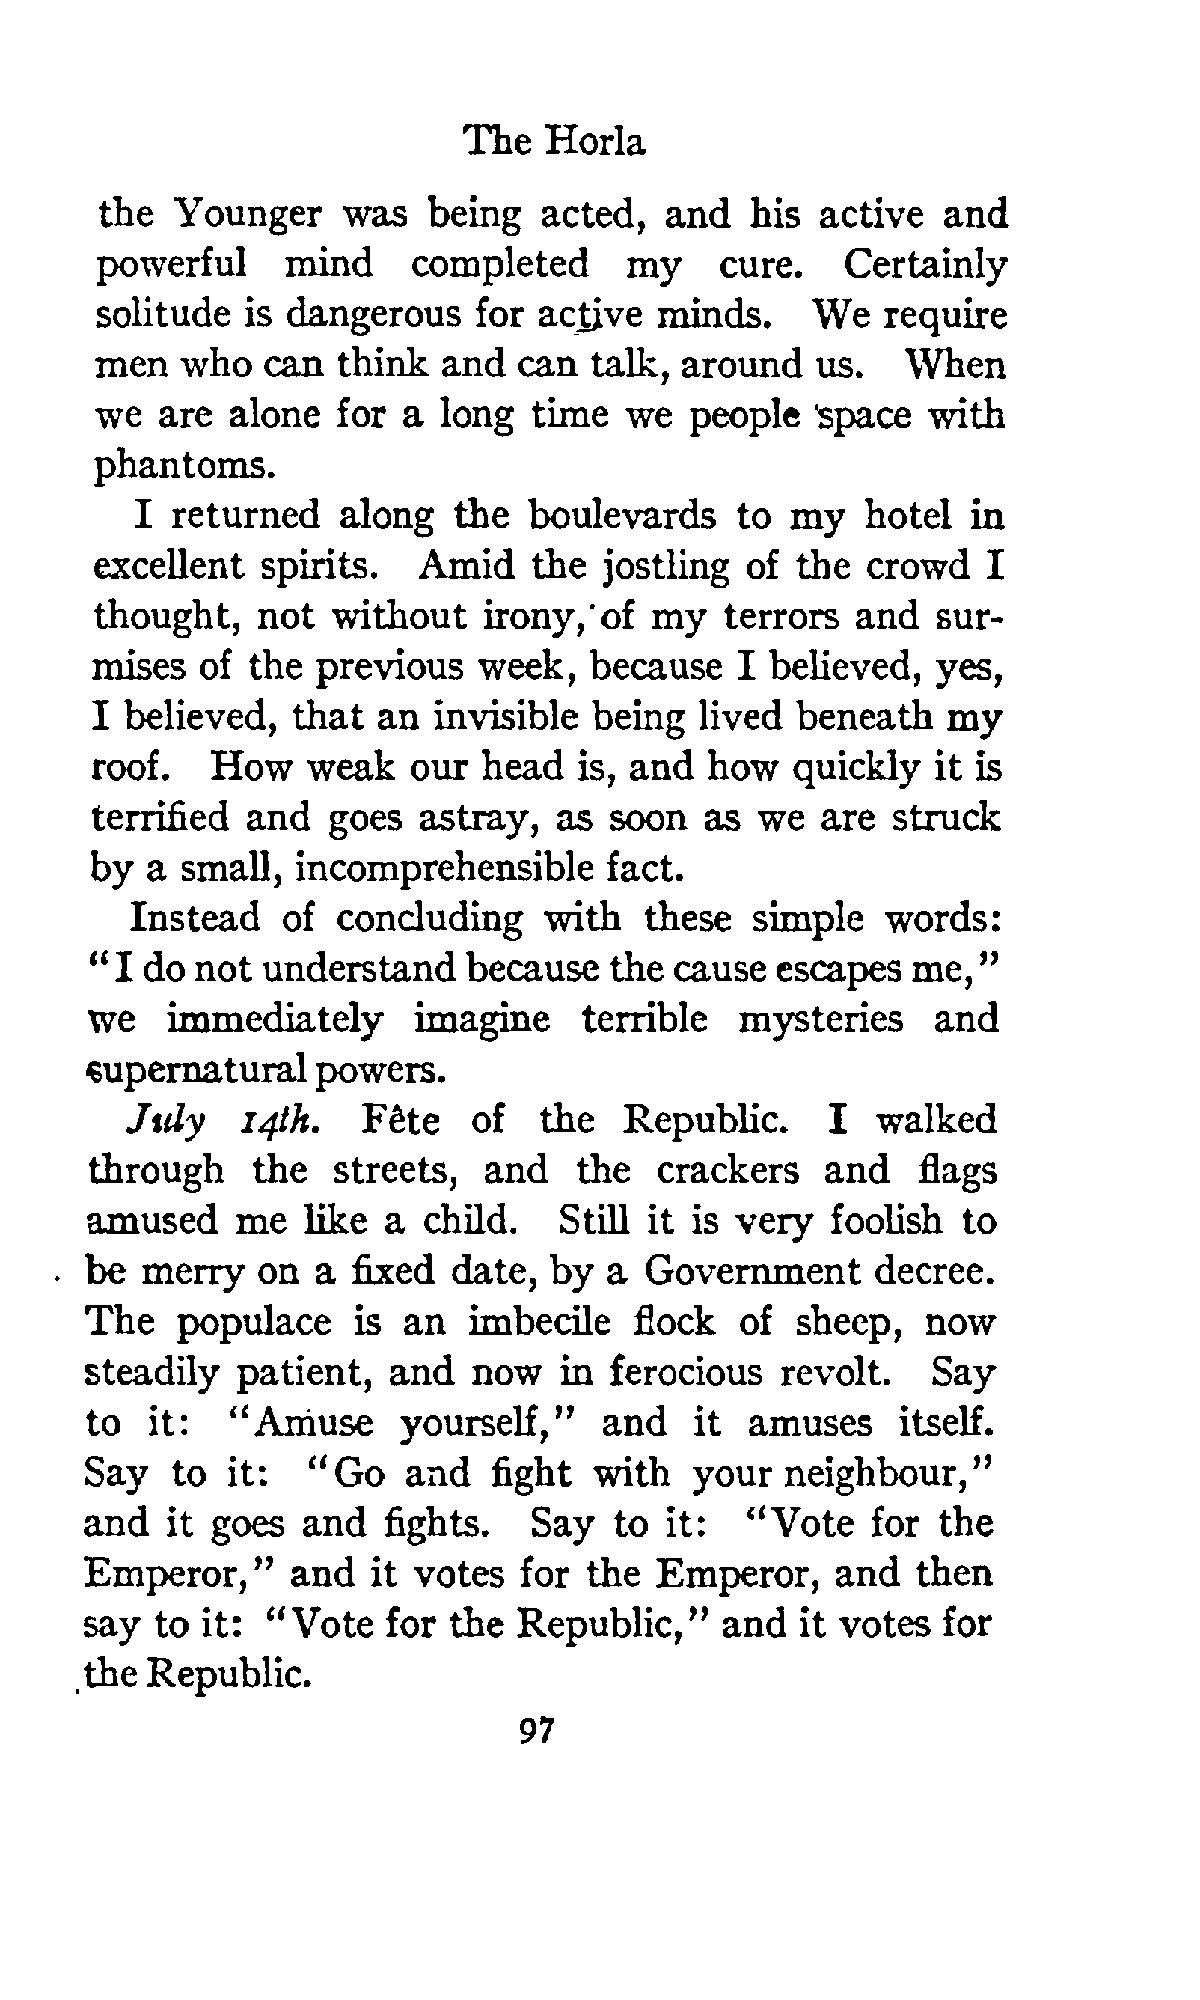 The Horla
the Younger was being acted, and his active and
powerful mind completed my cure. Certainly
solitude is dangerous for active minds. We require
men who can think and can talk, around us. When
we are alone for a long time we people space with
phantoms.
I returned along the boulevards to my hotel in
excellent spirits. Amid the jostling of the crowd I
thought, not without irony, of my terrors and sur-
mises of the previous week, because I believed, yes,
I believed, that an invisible being lived beneath my
roof. How weak our head is, and how quickly it is
terrified and goes astray, as soon as we are struck
by a small, incomprehensible fact.
Instead of concluding with these simple words:
"I do not understand because the cause escapes me,"
we immediately imagine terrible mysteries and
supernatural powers.
July 14th. Fête of the Republic. I walked
through the streets, and the crackers and flags
amused me like a child. Still it is very foolish to
be merry on a fixed date, by a Government decree.
The populace is an imbecile flock of sheep, now
steadily patient, and now in ferocious revolt. Say
to it: "Amuse yourself," and it amuses itself.
Say to it: "Go and fight with your neighbour,"
and it goes and fights. Say to it: "Vote for the
Emperor," and it votes for the Emperor, and then
say to it: "Vote for the Republic," and it votes for
the Republic.
97